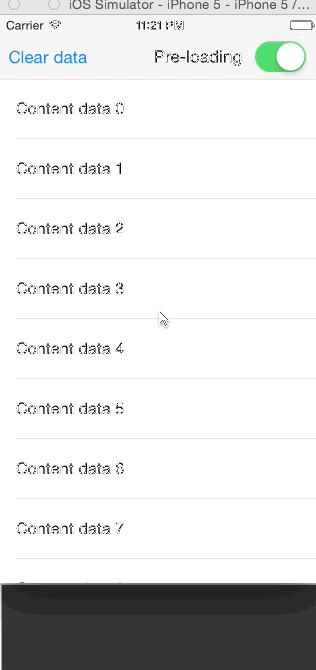 iOS Simulator - iPhone 5 - iPhone 5 /...
Carrier 11:21 PM
Clear data Pre-loading
Content data 0
Content data 1
Content data 2
Content data 3
Content data 4
Content data 5
Content data 6
Content data 7